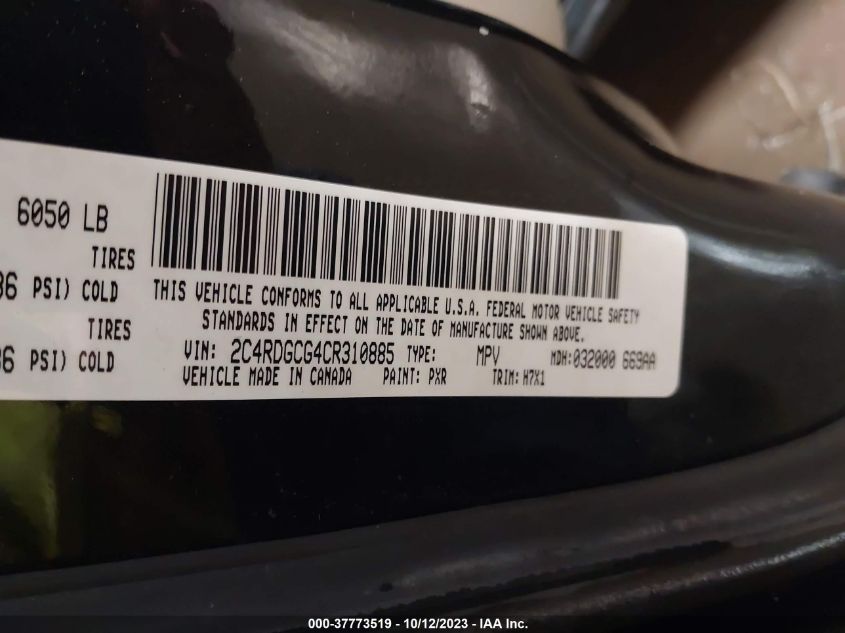 6050 LB
TIRES
36 PSI) COLD
TIRES
36 PSI) COLD
THIS VEHICLE CONFORMS TO ALL APPLICABLE U.S.A. FEDERAL MOTOR VEHICLE SAFETY
STANDARDS IN EFFECT ON THE DATE OF MANUFACTURE SHOWN ABOVE.
VIN: 2C4RDGCG4CR310885 TYPE: MPV MDH:032000 669AA
VEHICLE MADE IN CANADA PAINT: PXR TRIM: H7X1
000-37773519 - 10/12/2023 - IAA Inc.